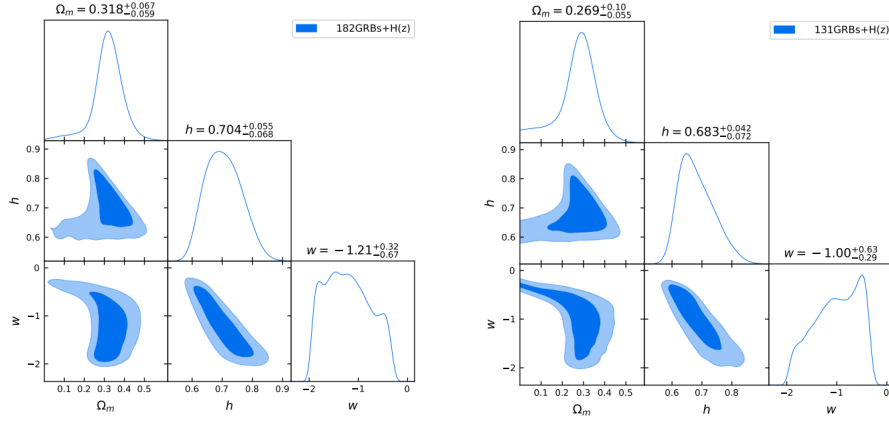 Ω_m = 0.318^{+0.067}_{-0.059}
182GRBs+H(z)
h = 0.704^{+0.055}_{-0.068}
0.9
0.8
0.7
0.6
h
w = −1.21^{+0.32}_{-0.67}
0
−1
−2
w
0.1 0.2 0.3 0.4 0.5
0.6 0.7 0.8 0.9
−2 −1 0
Ω_m
h
w
Ω_m = 0.269^{+0.10}_{-0.055}
131GRBs+H(z)
h = 0.683^{+0.042}_{-0.072}
0.9
0.8
0.7
0.6
h
w = −1.00^{+0.63}_{-0.29}
0
−1
−2
w
0.1 0.2 0.3 0.4 0.5
0.6 0.7 0.8
−2 −1 0
Ω_m
h
w